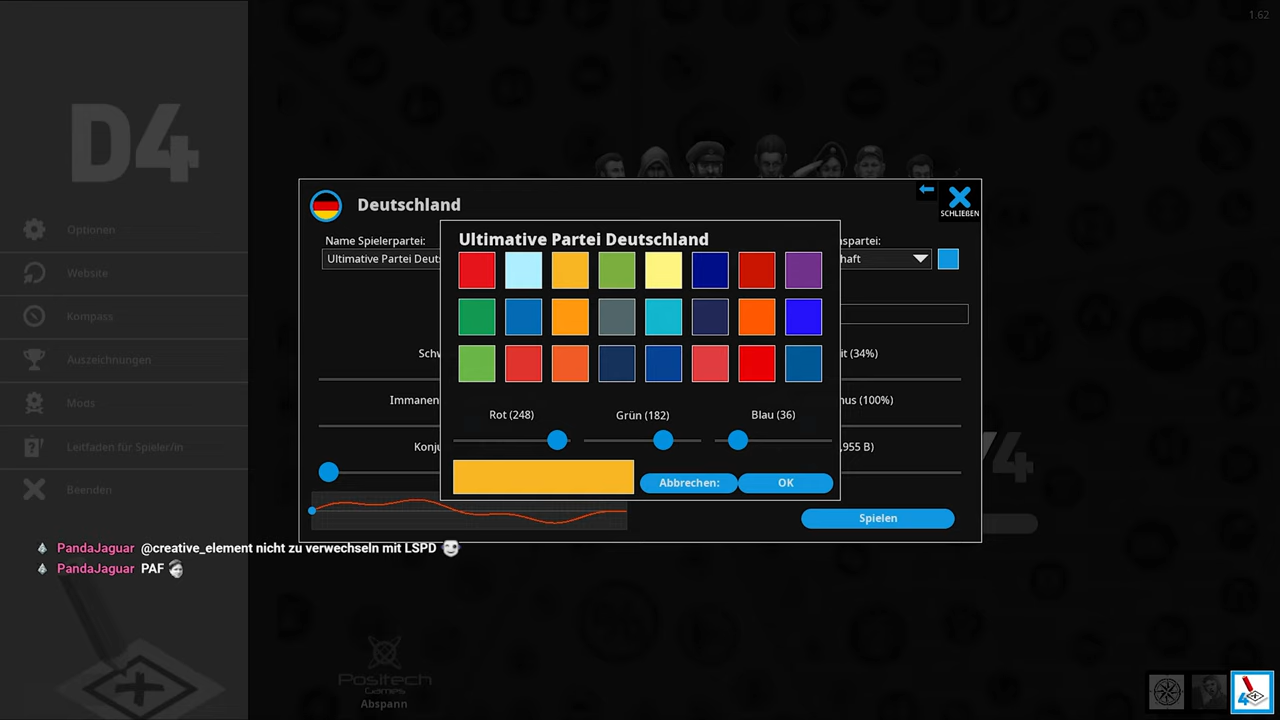 1.62
D4
Deutschland
SCHLIEßEN
Name Spielerpartei:
spartei:
Ultimative Partei Deuts
haft
Ultimative Partei Deutschland
Optionen
Website
Kompass
Auszeichnungen
Mods
Leitfaden für Spieler/in
Beenden
Schw
it (34%)
Immanen
nus (100%)
Konju
,955 B)
Rot (248)
Grün (182)
Blau (36)
Abbrechen:
OK
Spielen
PandaJaguar @creative_element nicht zu verwechseln mit LSPD
PandaJaguar PAF
Positech
Games
Abspann